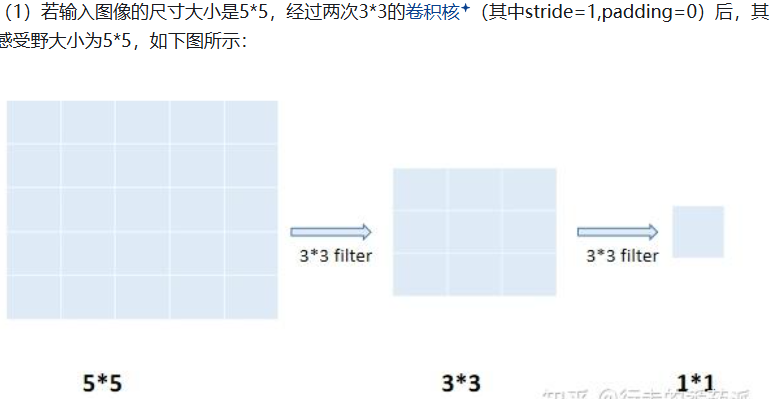 （1）若输入图像的尺寸大小是5*5，经过两次3*3的卷积核（其中stride=1,padding=0）后，其
感受野大小为5*5，如下图所示：
3*3 filter
3*3 filter
5*5
3*3
1*1
知乎